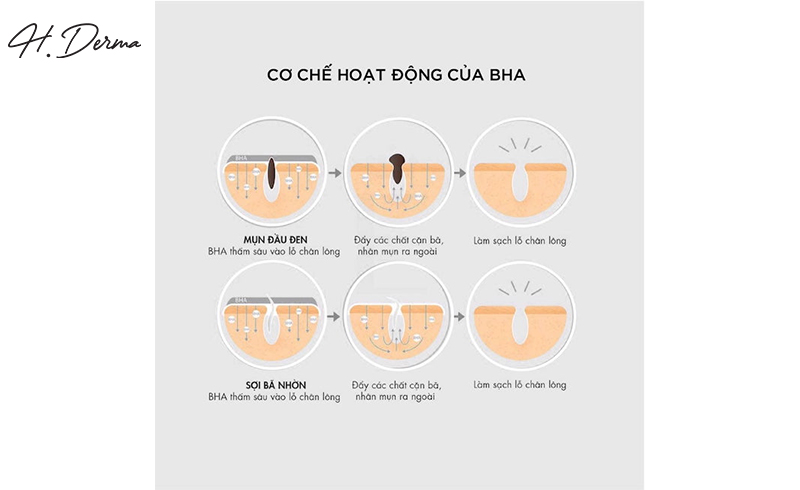 H. Derma
CƠ CHẾ HOẠT ĐỘNG CỦA BHA
BHA
MỤN ĐẦU ĐEN
BHA thấm sâu vào lỗ chân lông
Đẩy các chất cặn bã,
nhân mụn ra ngoài
Làm sạch lỗ chân lông
BHA
SỢI BÃ NHỜN
BHA thấm sâu vào lỗ chân lông
Đẩy các chất cặn bã,
nhân mụn ra ngoài
Làm sạch lỗ chân lông